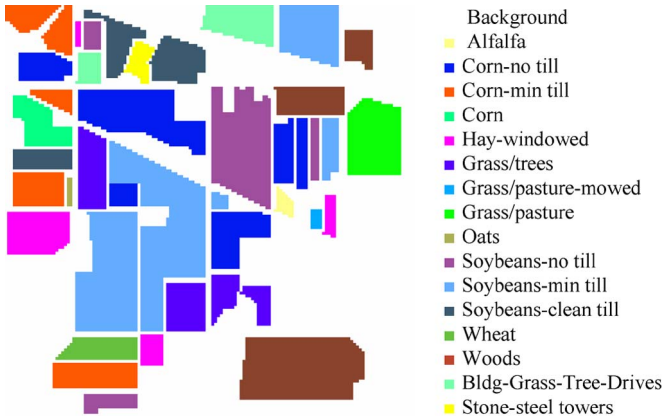 Background
Alfalfa
Corn-no till
Corn-min till
Corn
Hay-windowed
Grass/trees
Grass/pasture-mowed
Grass/pasture
Oats
Soybeans-no till
Soybeans-min till
Soybeans-clean till
Wheat
Woods
Bldg-Grass-Tree-Drives
Stone-steel towers